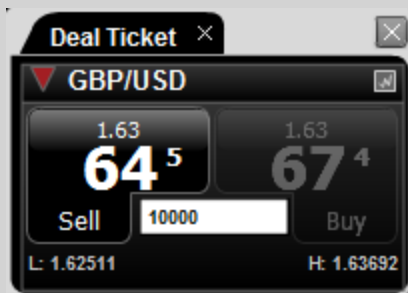 Deal Ticket
GBP/USD
1.63 1.63
64 5 67 4
Sell 10000 Buy
L: 1.62511 H: 1.63692